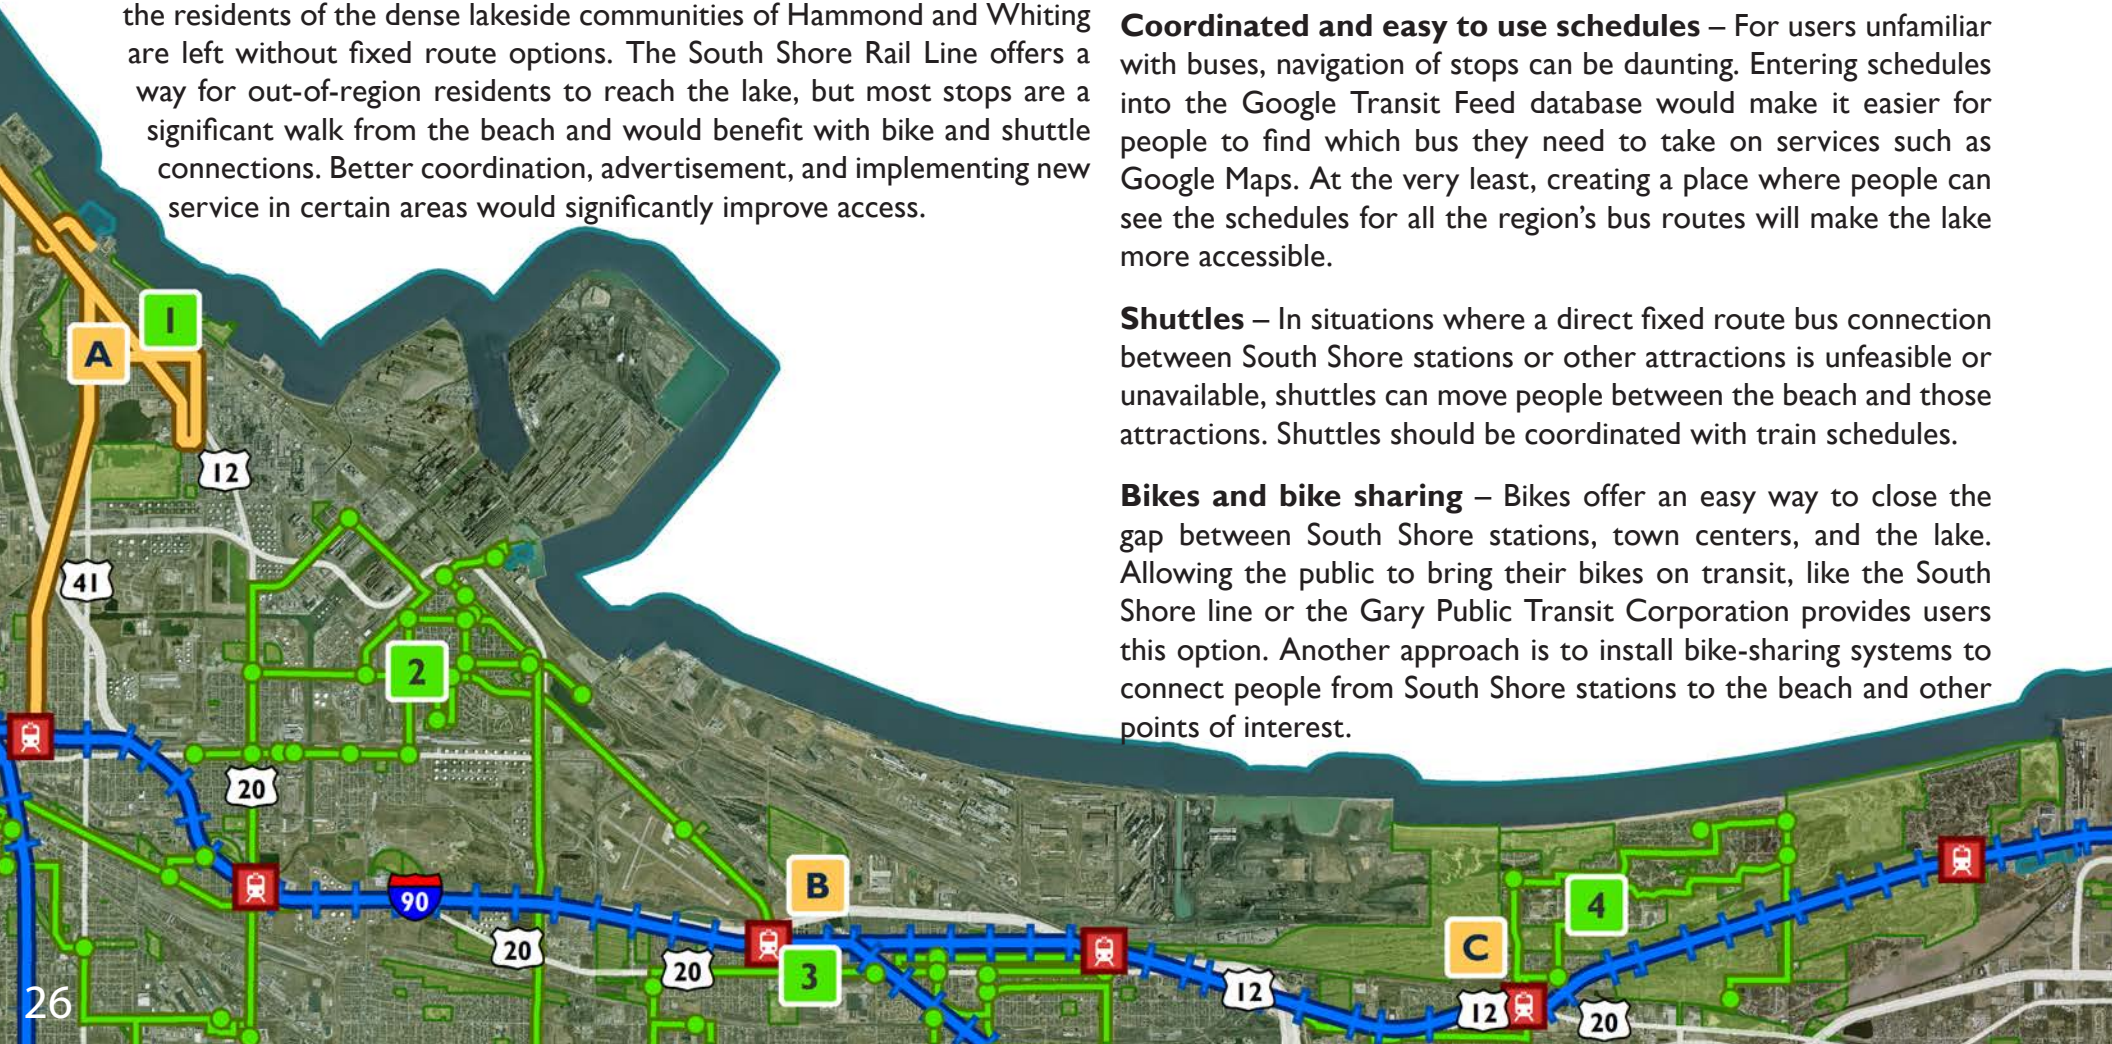 the residents of the dense lakeside communities of Hammond and Whiting
are left without fixed route options. The South Shore Rail Line offers a
way for out-of-region residents to reach the lake, but most stops are a
significant walk from the beach and would benefit with bike and shuttle
connections. Better coordination, advertisement, and implementing new
service in certain areas would significantly improve access.
Coordinated and easy to use schedules – For users unfamiliar
with buses, navigation of stops can be daunting. Entering schedules
into the Google Transit Feed database would make it easier for
people to find which bus they need to take on services such as
Google Maps. At the very least, creating a place where people can
see the schedules for all the region’s bus routes will make the lake
more accessible.
Shuttles – In situations where a direct fixed route bus connection
between South Shore stations or other attractions is unfeasible or
unavailable, shuttles can move people between the beach and those
attractions. Shuttles should be coordinated with train schedules.
Bikes and bike sharing – Bikes offer an easy way to close the
gap between South Shore stations, town centers, and the lake.
Allowing the public to bring their bikes on transit, like the South
Shore line or the Gary Public Transit Corporation provides users
this option. Another approach is to install bike-sharing systems to
connect people from South Shore stations to the beach and other
points of interest.
1
A
12
41
2
20
90
20
B
20
3
12
C
4
12
20
26